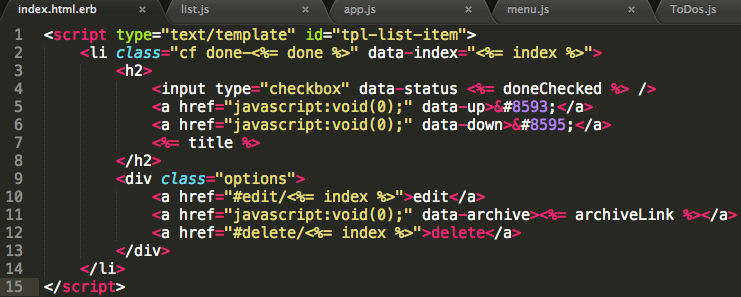 index.html.erb × list.js × app.js × menu.js × ToDos.js
1 <script type="text/template" id="tpl-list-item">
2 <li class="cf done-<%= done %>" data-index="<%= index %>">
3 <h2>
4 <input type="checkbox" data-status <%= doneChecked %> />
5 <a href="javascript:void(0);" data-up>&#8593;</a>
6 <a href="javascript:void(0);" data-down>&#8595;</a>
7 <%= title %>
8 </h2>
9 <div class="options">
10 <a href="#edit/<%= index %>">edit</a>
11 <a href="javascript:void(0);" data-archive><%= archiveLink %></a>
12 <a href="#delete/<%= index %>">delete</a>
13 </div>
14 </li>
15 </script>